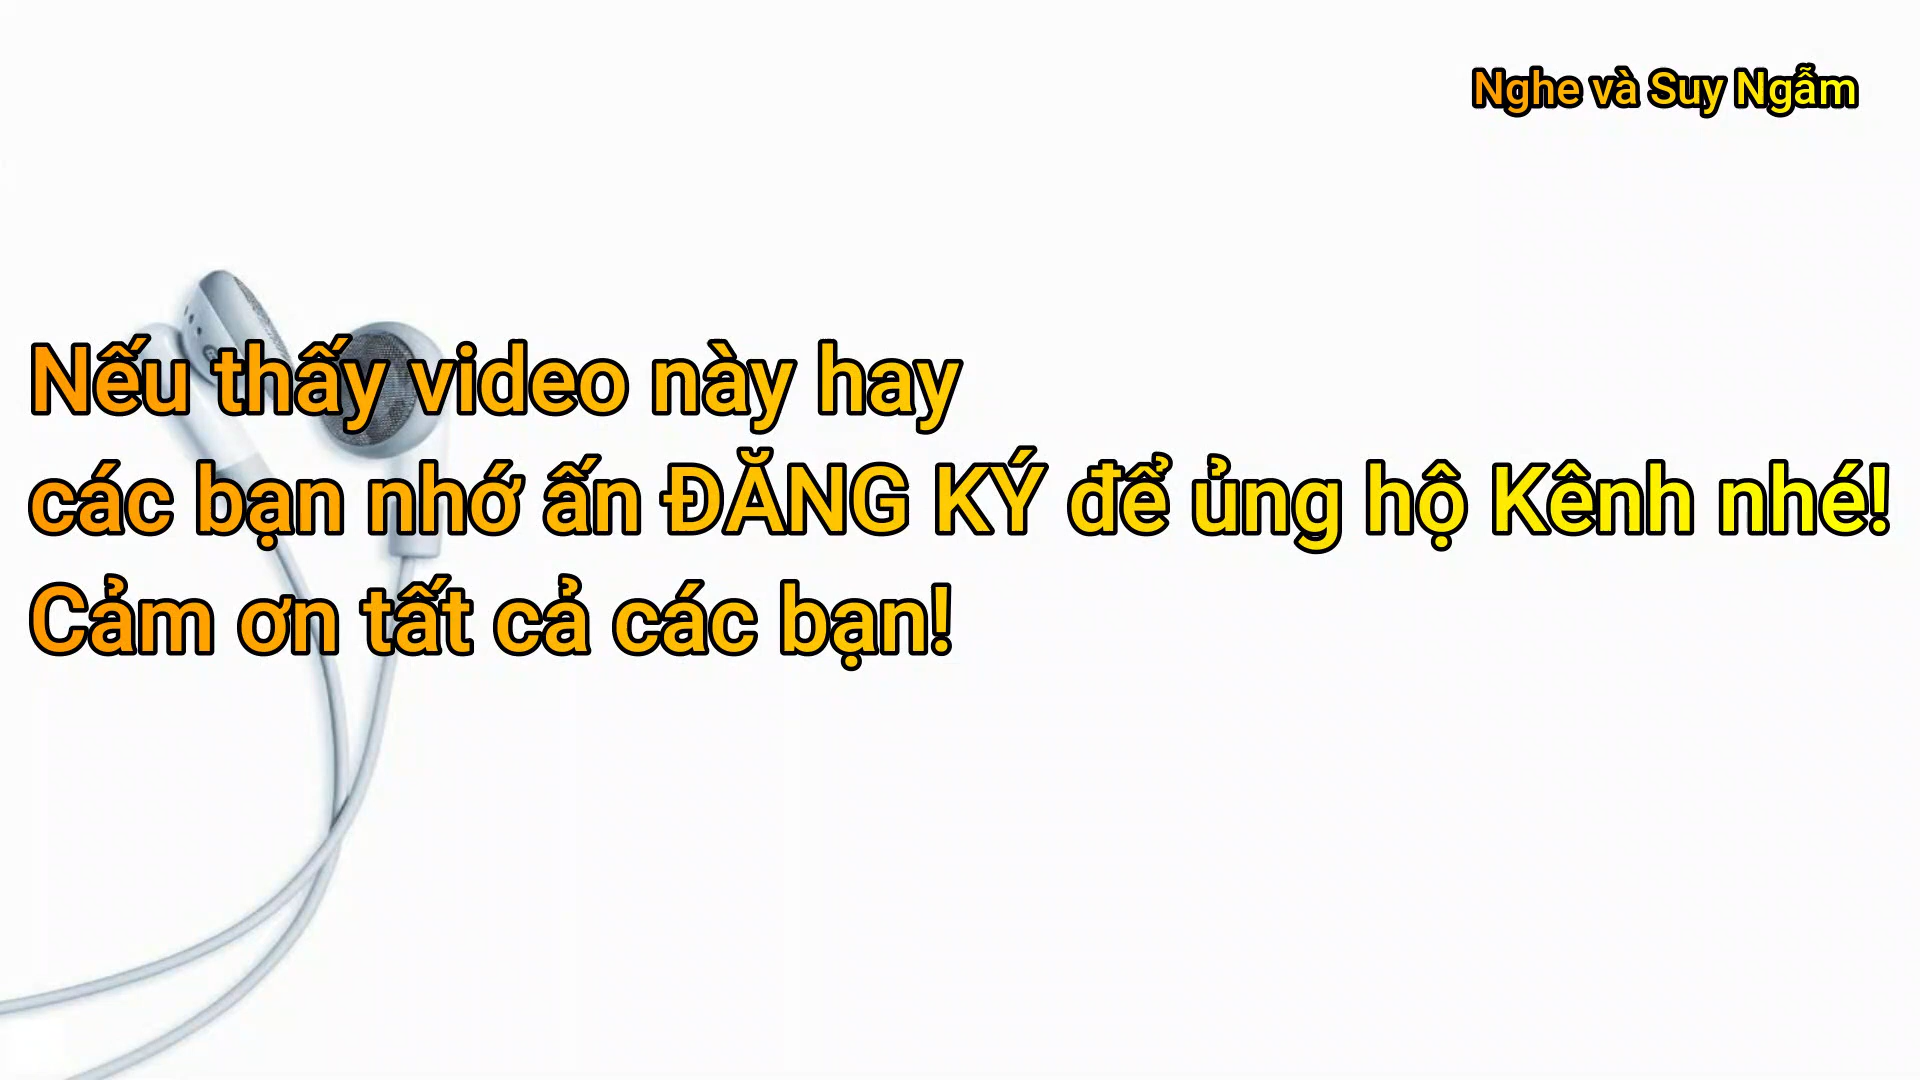 Nghe và Suy Ngẫm
Nếu thấy video này hay
các bạn nhớ ấn ĐĂNG KÝ để ủng hộ Kênh nhé!
Cảm ơn tất cả các bạn!